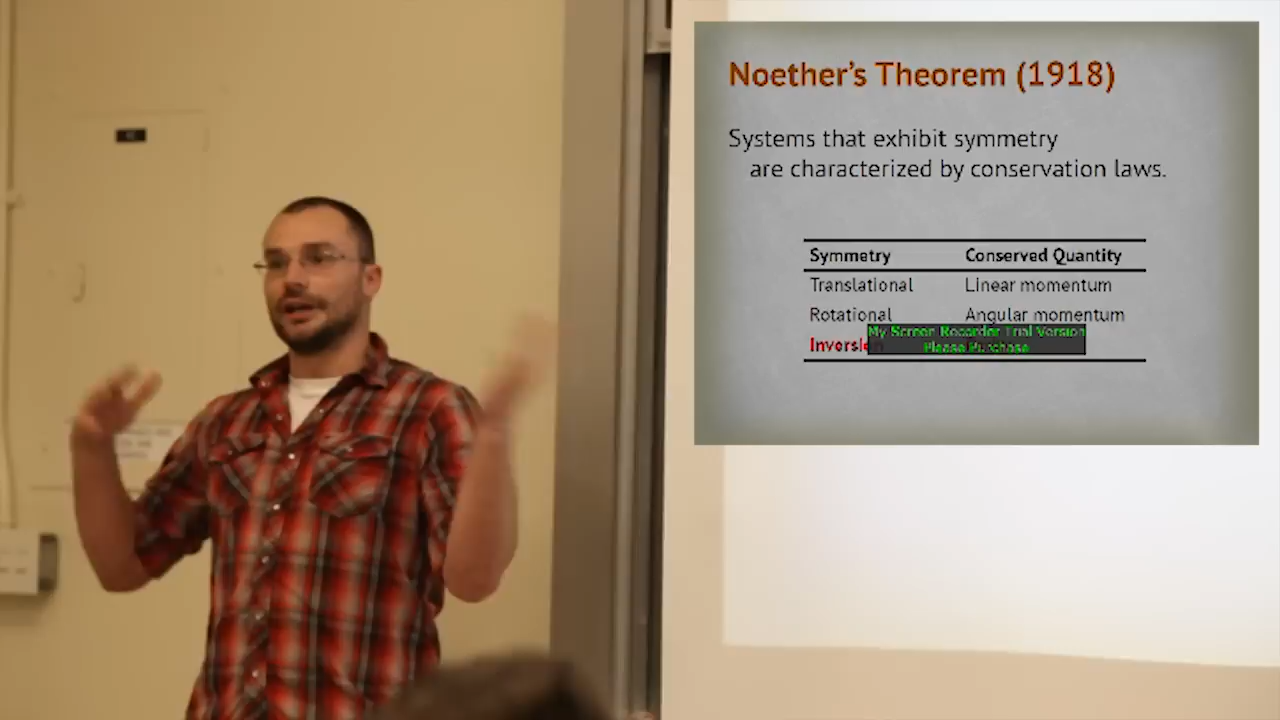 Noether's Theorem (1918)
Systems that exhibit symmetry
are characterized by conservation laws.
Symmetry Conserved Quantity
Translational Linear momentum
Rotational Angular momentum
My Screen Recorder Trial Version
Please Purchase